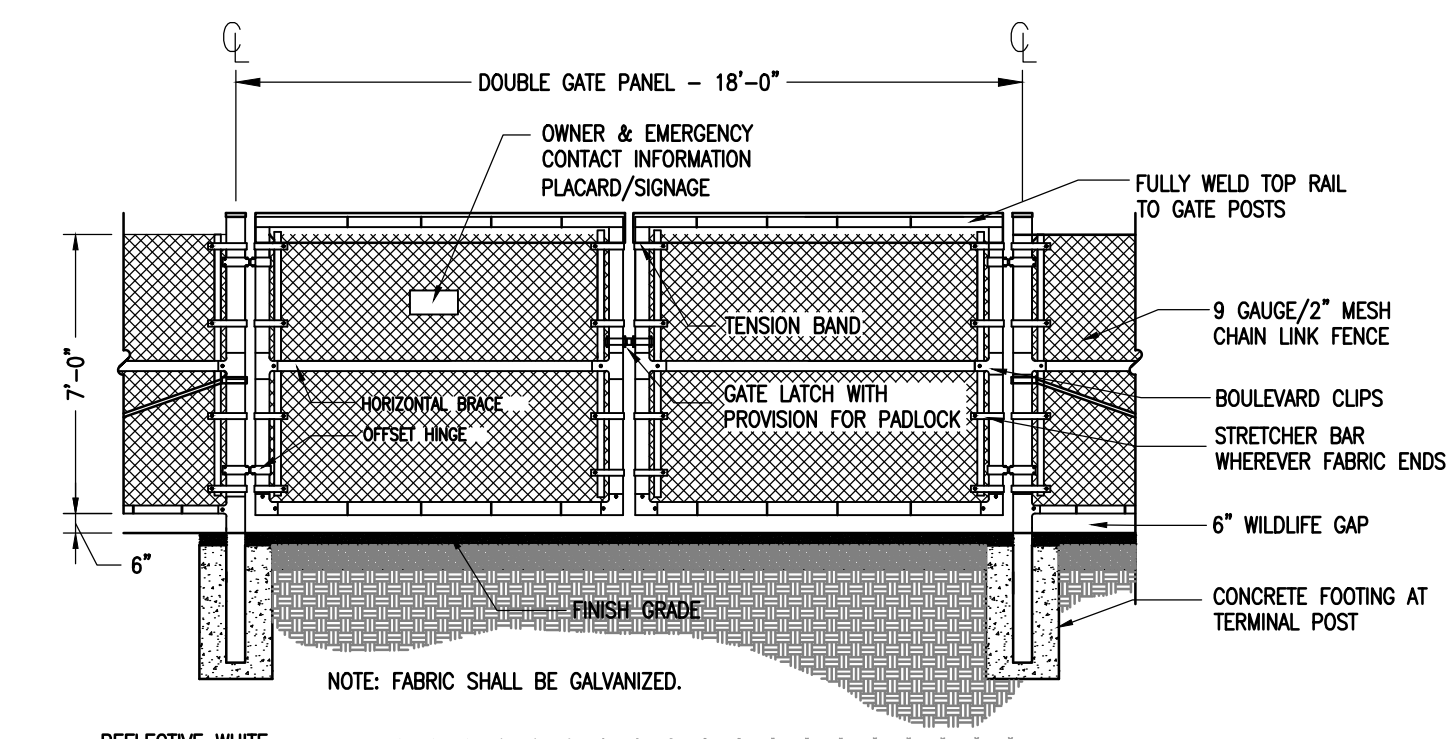 CL
CL
DOUBLE GATE PANEL - 18'-0"
OWNER & EMERGENCY
CONTACT INFORMATION
PLACARD/SIGNAGE
FULLY WELD TOP RAIL
TO GATE POSTS
9 GAUGE/2" MESH
CHAIN LINK FENCE
TENSION BAND
7'-0"
HORIZONTAL BRACE
OFFSET HINGE
GATE LATCH WITH
PROVISION FOR PADLOCK
BOULEVARD CLIPS
STRETCHER BAR
WHEREVER FABRIC ENDS
6" WILDLIFE GAP
6"
FINISH GRADE
CONCRETE FOOTING AT
TERMINAL POST
NOTE: FABRIC SHALL BE GALVANIZED.
REFLECTIVE WHITE